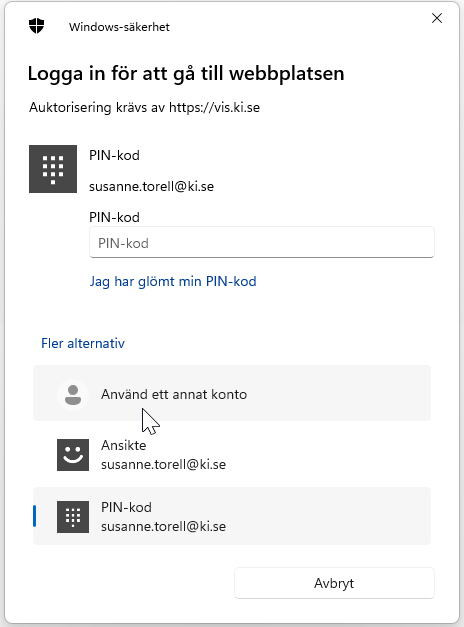 Windows-säkerhet
Logga in för att gå till webbplatsen
Auktorisering krävs av https://vis.ki.se
PIN-kod
susanne.torell@ki.se
PIN-kod
PIN-kod
Jag har glömt min PIN-kod
Fler alternativ
Använd ett annat konto
Ansikte
susanne.torell@ki.se
PIN-kod
susanne.torell@ki.se
Avbryt